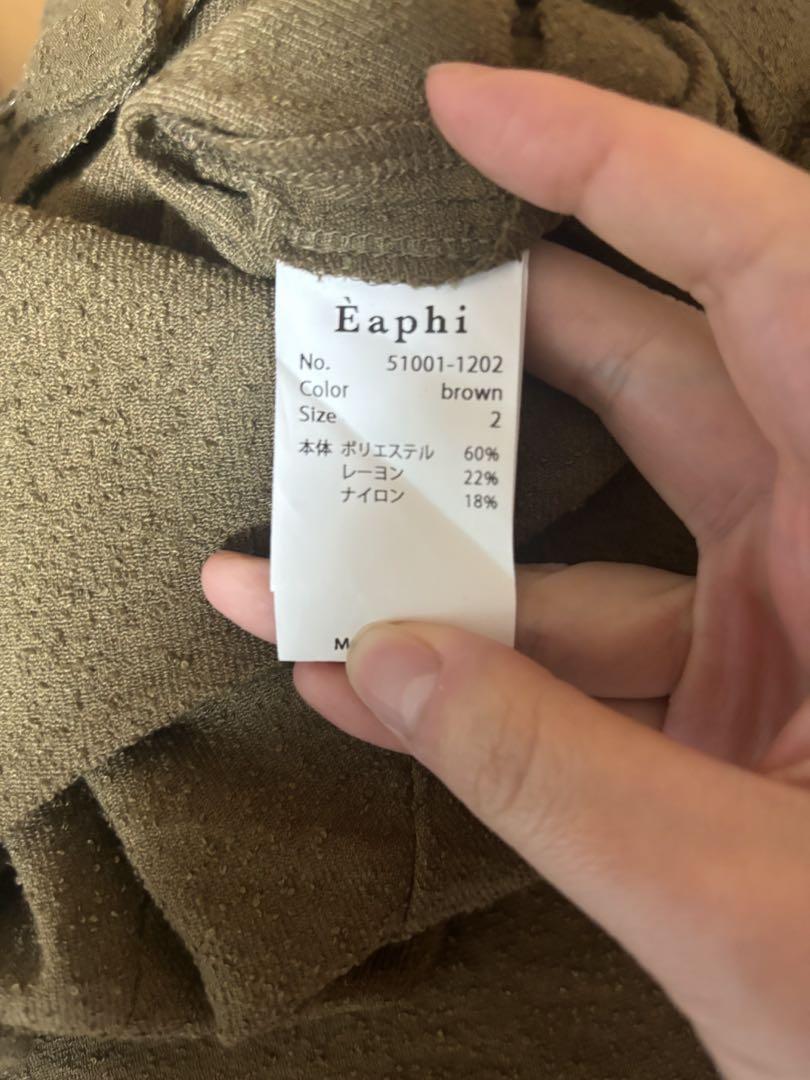 Èaphi
No. 51001-1202
Color brown
Size 2
本体 ポリエステル 60%
レーヨン 22%
ナイロン 18%